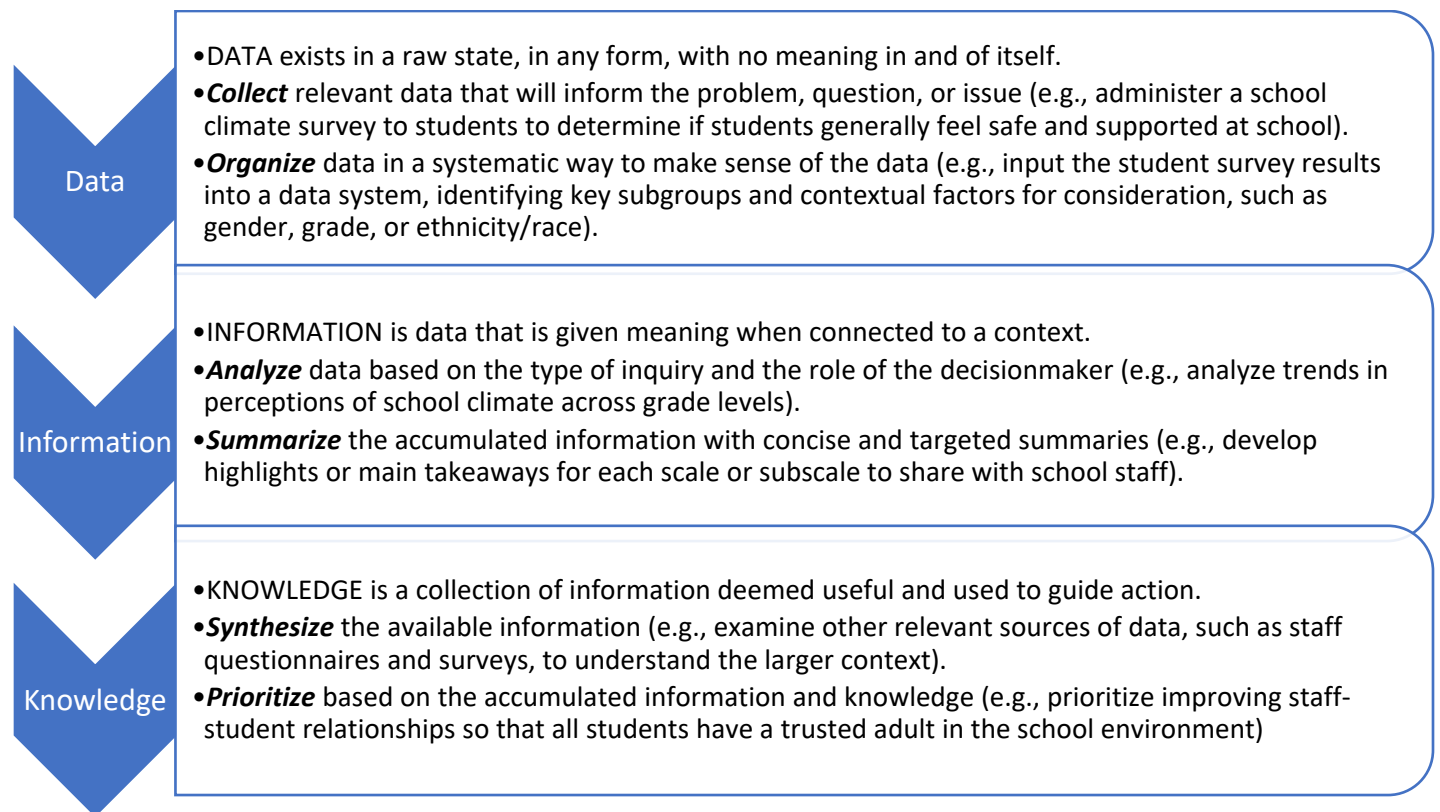 Data
•DATA exists in a raw state, in any form, with no meaning in and of itself.
•Collect relevant data that will inform the problem, question, or issue (e.g., administer a school
climate survey to students to determine if students generally feel safe and supported at school).
•Organize data in a systematic way to make sense of the data (e.g., input the student survey results
into a data system, identifying key subgroups and contextual factors for consideration, such as
gender, grade, or ethnicity/race).
Information
•INFORMATION is data that is given meaning when connected to a context.
•Analyze data based on the type of inquiry and the role of the decisionmaker (e.g., analyze trends in
perceptions of school climate across grade levels).
•Summarize the accumulated information with concise and targeted summaries (e.g., develop
highlights or main takeaways for each scale or subscale to share with school staff).
Knowledge
•KNOWLEDGE is a collection of information deemed useful and used to guide action.
•Synthesize the available information (e.g., examine other relevant sources of data, such as staff
questionnaires and surveys, to understand the larger context).
•Prioritize based on the accumulated information and knowledge (e.g., prioritize improving staff-
student relationships so that all students have a trusted adult in the school environment)